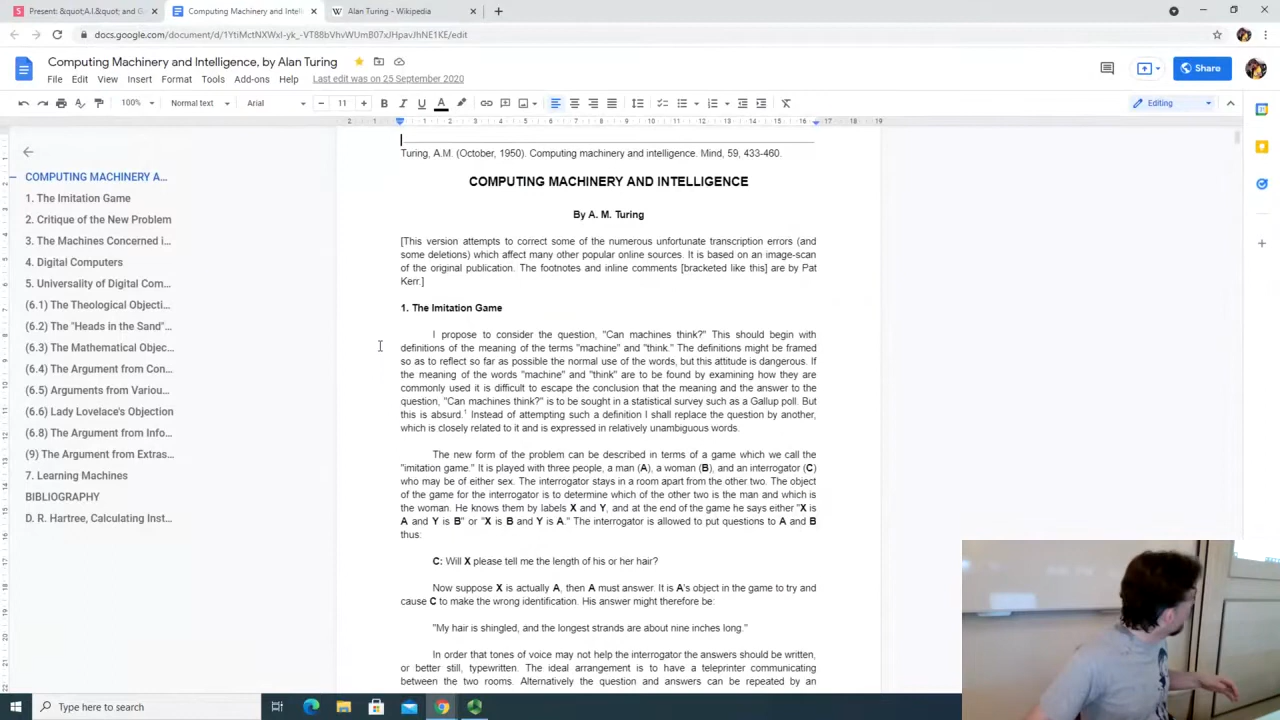 Present: &quot;A.I.&quot; and G
Computing Machinery and Intelli
Alan Turing - Wikipedia
docs.google.com/document/d/1YtiMctNXWxI-yk_-VT88bVhvWUmB07xJHpavJhNE1KE/edit
Computing Machinery and Intelligence, by Alan Turing
File Edit View Insert Format Tools Add-ons Help Last edit was on 25 September 2020
Share
100% Normal text Arial 11 B I U A Editing
2 1 1 2 3 4 5 6 7 8 9 10 11 12 13 14 15 16 17 18 19
COMPUTING MACHINERY A...
1. The Imitation Game
2. Critique of the New Problem
3. The Machines Concerned i...
4. Digital Computers
5. Universality of Digital Com...
(6.1) The Theological Objecti...
(6.2) The "Heads in the Sand"...
(6.3) The Mathematical Objec...
(6.4) The Argument from Con...
(6.5) Arguments from Variou...
(6.6) Lady Lovelace's Objection
(6.8) The Argument from Info...
(9) The Argument from Extras...
7. Learning Machines
BIBLIOGRAPHY
D. R. Hartree, Calculating Inst...
Turing, A.M. (October, 1950). Computing machinery and intelligence. Mind, 59, 433-460.
COMPUTING MACHINERY AND INTELLIGENCE
By A. M. Turing
[This version attempts to correct some of the numerous unfortunate transcription errors (and
some deletions) which affect many other popular online sources. It is based on an image-scan
of the original publication. The footnotes and inline comments [bracketed like this] are by Pat
Kerr.]
1. The Imitation Game
I propose to consider the question, "Can machines think?" This should begin with
definitions of the meaning of the terms "machine" and "think." The definitions might be framed
so as to reflect so far as possible the normal use of the words, but this attitude is dangerous. If
the meaning of the words "machine" and "think" are to be found by examining how they are
commonly used it is difficult to escape the conclusion that the meaning and the answer to the
question, "Can machines think?" is to be sought in a statistical survey such as a Gallup poll. But
this is absurd.¹ Instead of attempting such a definition I shall replace the question by another,
which is closely related to it and is expressed in relatively unambiguous words.
The new form of the problem can be described in terms of a game which we call the
"imitation game." It is played with three people, a man (A), a woman (B), and an interrogator (C)
who may be of either sex. The interrogator stays in a room apart from the other two. The object
of the game for the interrogator is to determine which of the other two is the man and which is
the woman. He knows them by labels X and Y, and at the end of the game he says either "X is
A and Y is B" or "X is B and Y is A." The interrogator is allowed to put questions to A and B
thus:
C: Will X please tell me the length of his or her hair?
Now suppose X is actually A, then A must answer. It is A's object in the game to try and
cause C to make the wrong identification. His answer might therefore be:
"My hair is shingled, and the longest strands are about nine inches long."
In order that tones of voice may not help the interrogator the answers should be written,
or better still, typewritten. The ideal arrangement is to have a teleprinter communicating
between the two rooms. Alternatively the question and answers can be repeated by an
Type here to search